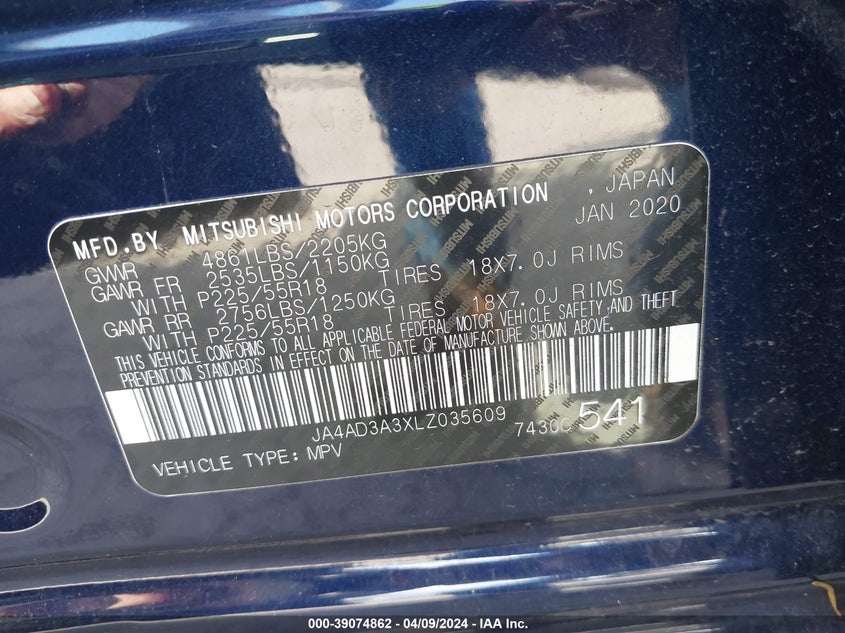 MFD.BY MITSUBISHI MOTORS CORPORATION , JAPAN
JAN 2020
GWWR 4861LBS/2205KG
GAWR FR 2535LBS/1150KG TIRES 18X7.0J RIMS
WITH P225/55R18
GAWR RR 2756LBS/1250KG TIRES 18X7.0J RIMS
WITH P225/55R18
THIS VEHICLE CONFORMS TO ALL APPLICABLE FEDERAL MOTOR VEHICLE SAFETY AND THEFT
PREVENTION STANDARDS IN EFFECT ON THE DATE OF MANUFACTURE SHOWN ABOVE.
JA4AD3A3XLZ035609 7430C 541
VEHICLE TYPE: MPV
000-39074862 - 04/09/2024 - IAA Inc.